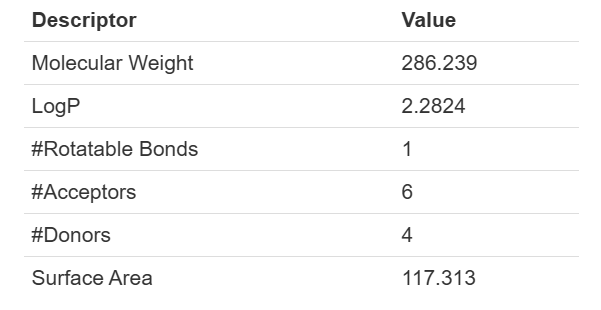 Descriptor Value
Molecular Weight 286.239
LogP 2.2824
#Rotatable Bonds 1
#Acceptors 6
#Donors 4
Surface Area 117.313